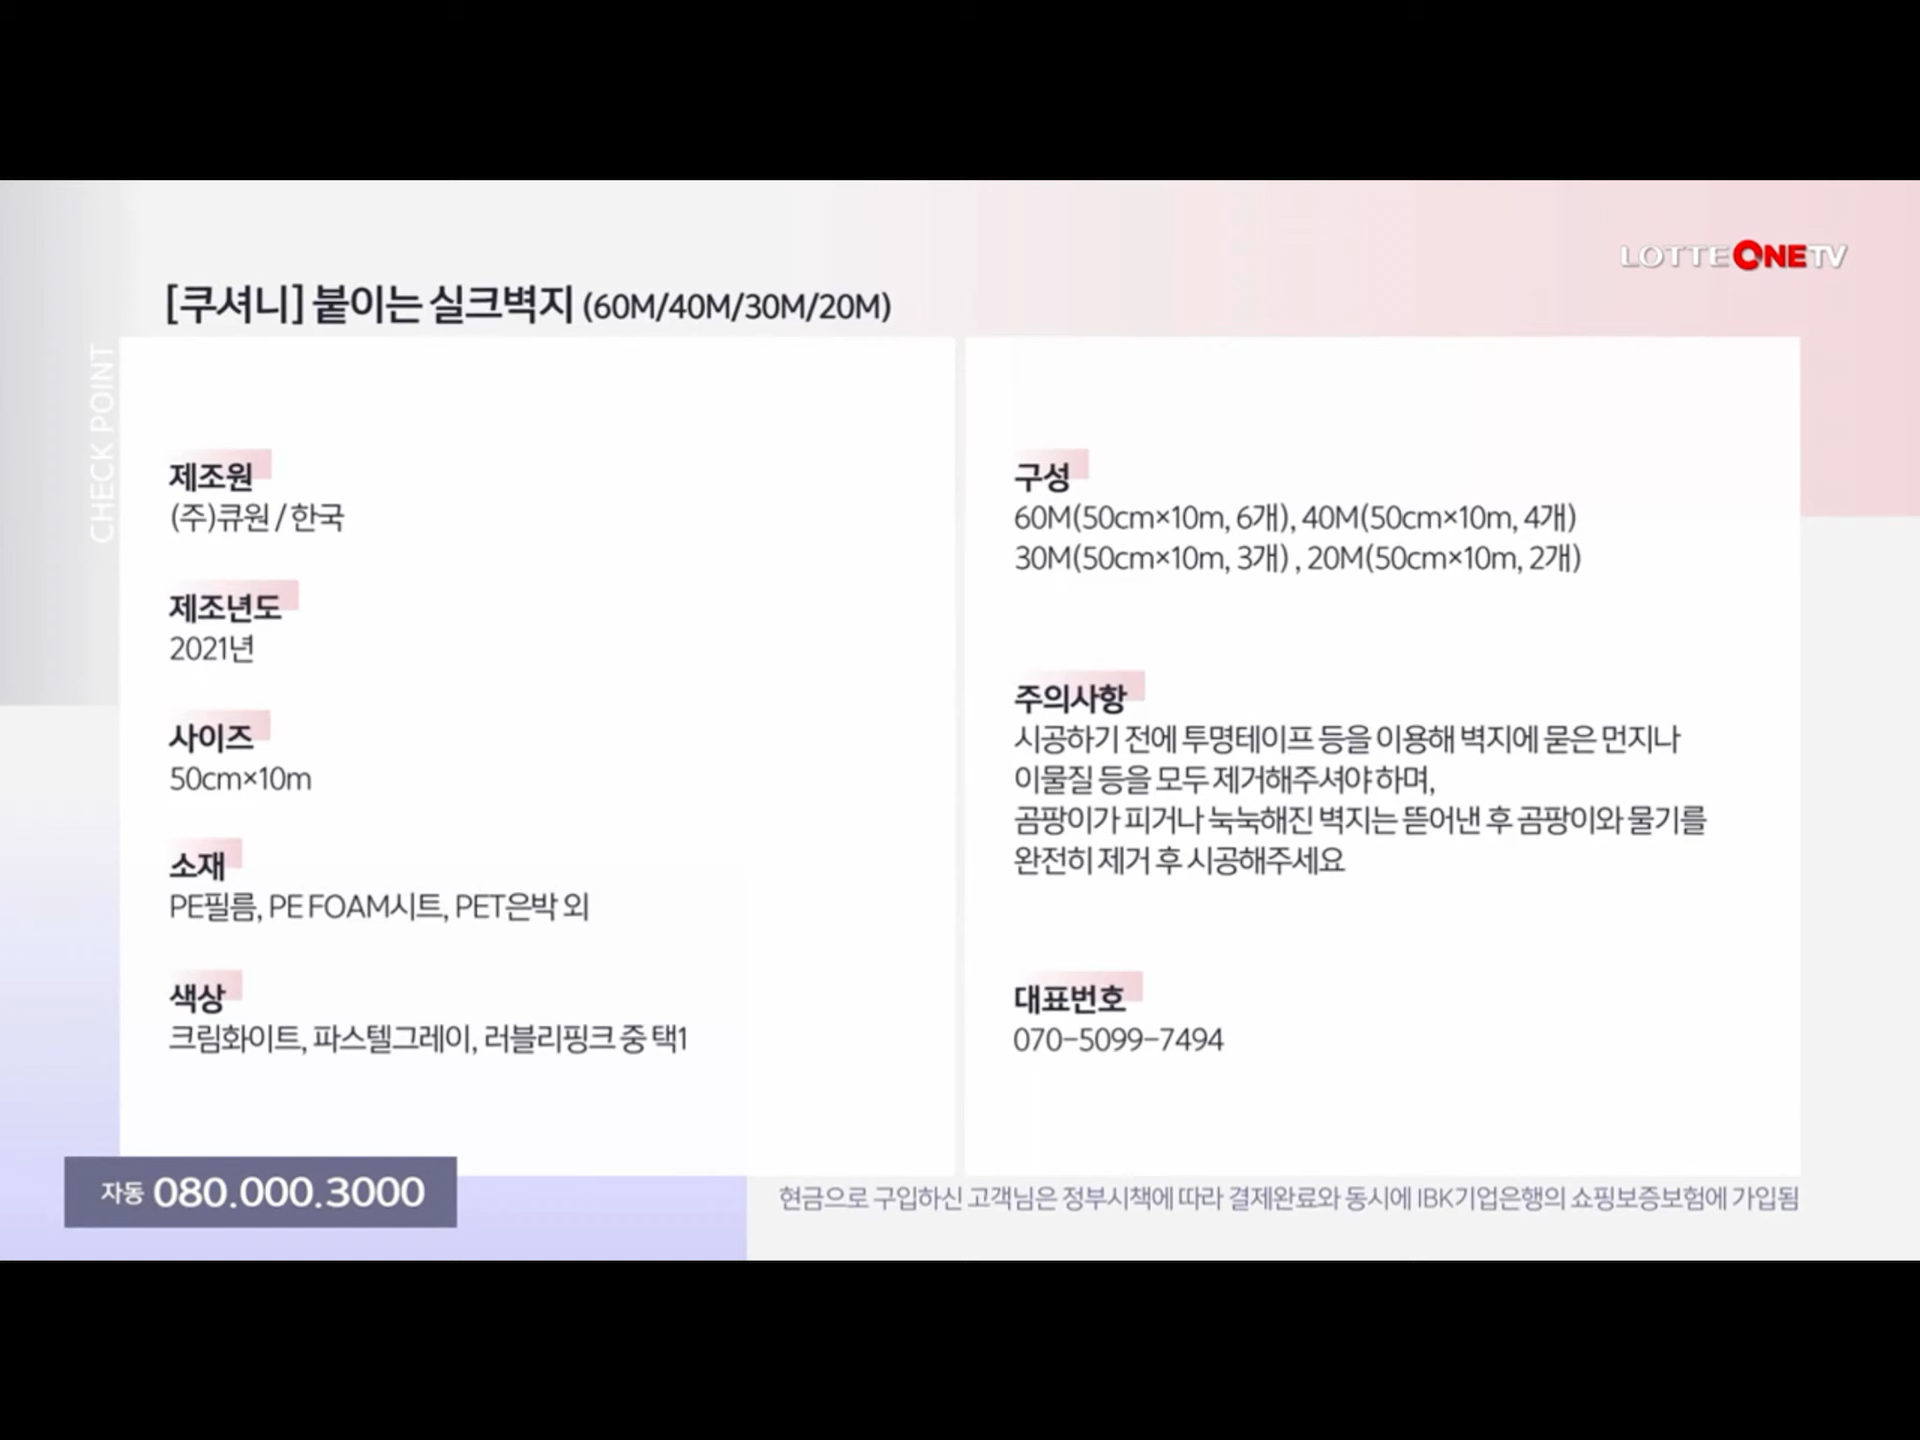 LOTTE ONE TV
[쿠셔니] 붙이는 실크벽지 (60M/40M/30M/20M)
CHECK POINT
제조원
(주)큐원 / 한국
제조년도
2021년
사이즈
50cm×10m
소재
PE필름, PE FOAM시트, PET은박 외
색상
크림화이트, 파스텔그레이, 러블리핑크 중 택1
구성
60M(50cm×10m, 6개), 40M(50cm×10m, 4개)
30M(50cm×10m, 3개) , 20M(50cm×10m, 2개)
주의사항
시공하기 전에 투명테이프 등을 이용해 벽지에 묻은 먼지나
이물질 등을 모두 제거해주셔야 하며,
곰팡이가 피거나 눅눅해진 벽지는 뜯어낸 후 곰팡이와 물기를
완전히 제거 후 시공해주세요
대표번호
070-5099-7494
자동 080.000.3000
현금으로 구입하신 고객님은 정부시책에 따라 결제완료와 동시에 IBK기업은행의 쇼핑보증보험에 가입됨